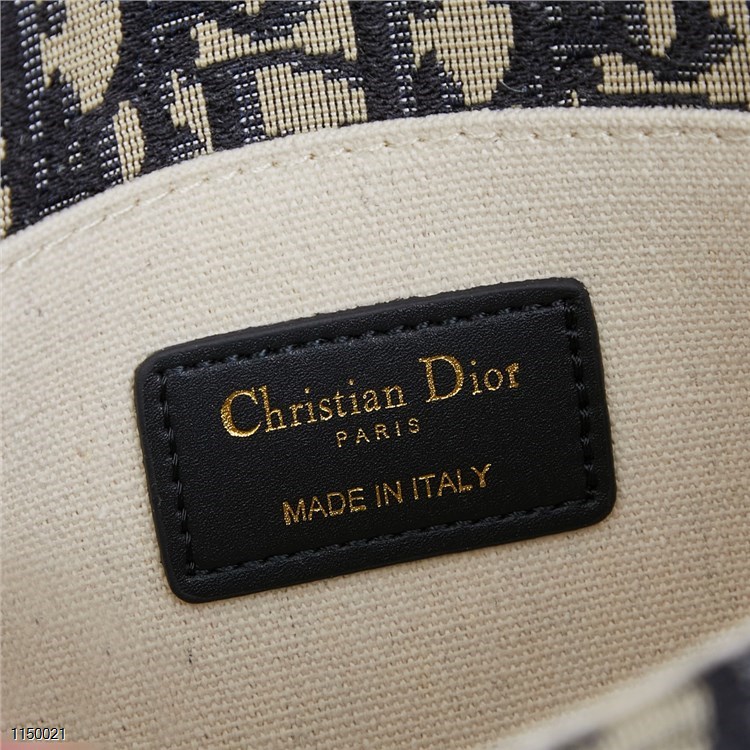 Christian Dior
PARIS
MADE IN ITALY
1150021